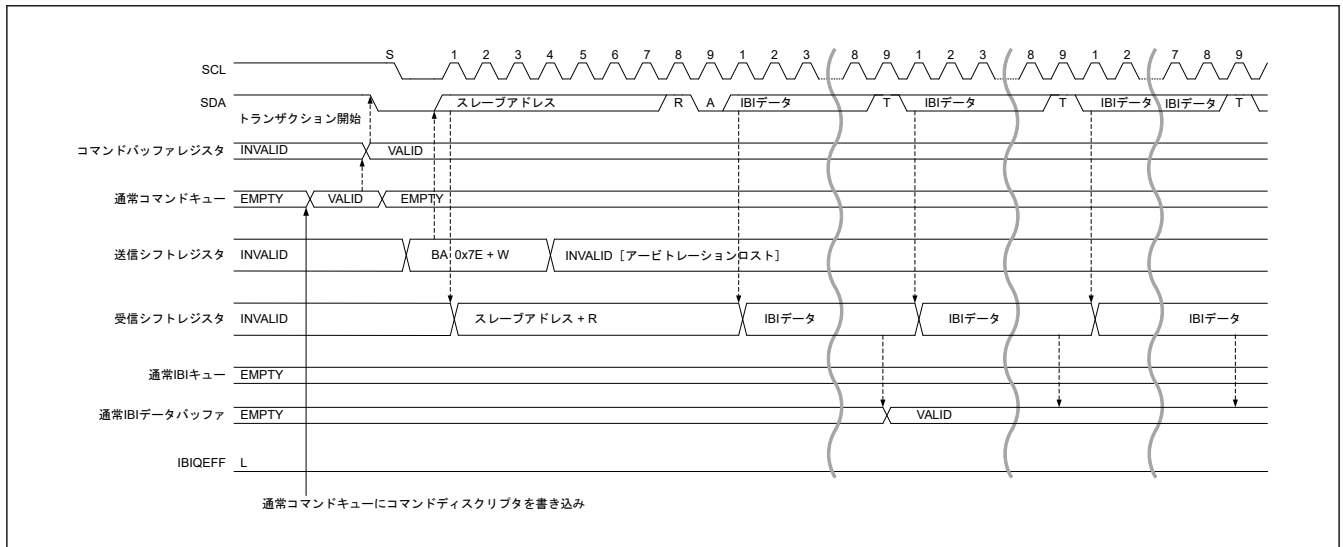 S 1 2 3 4 5 6 7 8 9 1 2 3 8 9 1 2 3 8 9 1 2 7 8 9
SCL
SDA スレーブアドレス R A IBIデータ T IBIデータ T IBIデータ IBIデータ T
トランザクション開始
コマンドバッファレジスタ INVALID VALID
通常コマンドキュー EMPTY VALID EMPTY
送信シフトレジスタ INVALID BA 0x7E + W INVALID [アービトレーションロスト]
受信シフトレジスタ INVALID スレーブアドレス + R IBIデータ IBIデータ IBIデータ
通常IBIキュー EMPTY
通常IBIデータバッファ EMPTY VALID
IBIQEFF L
通常コマンドキューにコマンドディスクリプタを書き込み